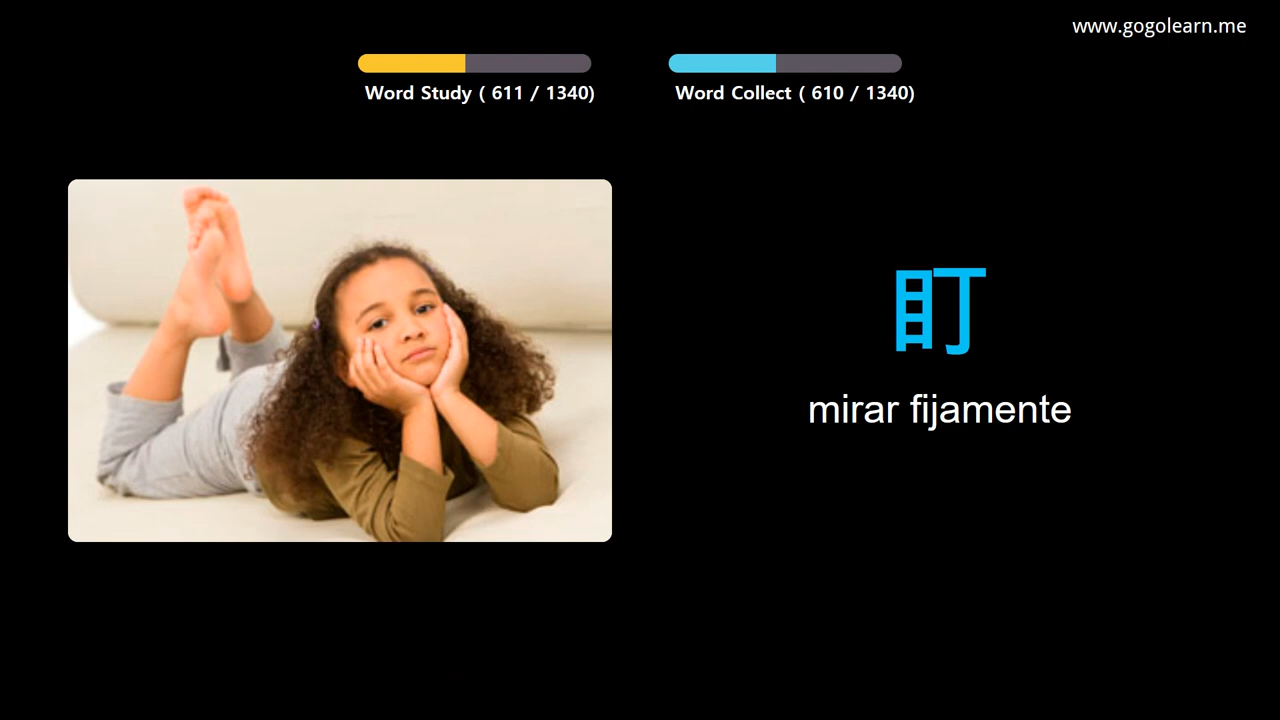 www.gogolearn.me
Word Study ( 611 / 1340)
Word Collect ( 610 / 1340)
盯
mirar fijamente